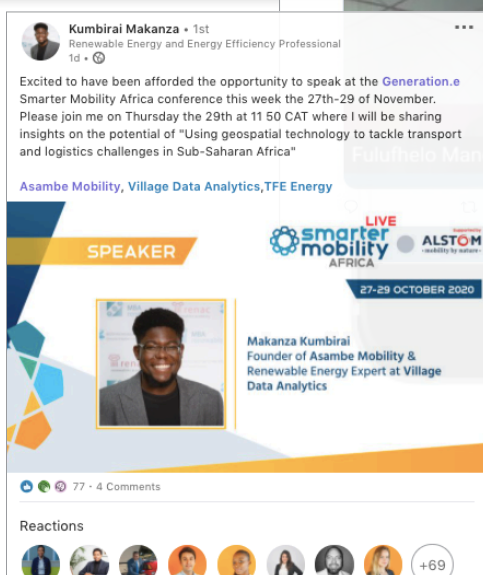 Kumbirai Makanza • 1st
Renewable Energy and Energy Efficiency Professional
1d •
Excited to have been afforded the opportunity to speak at the Generation.e
Smarter Mobility Africa conference this week the 27th-29 of November.
Please join me on Thursday the 29th at 11 50 CAT where I will be sharing
insights on the potential of "Using geospatial technology to tackle transport
and logistics challenges in Sub-Saharan Africa"
Fulufhelo Man
Asambe Mobility, Village Data Analytics,TFE Energy
SPEAKER
LIVE
smarter
mobility
AFRICA
ALSTOM
• mobility by nature •
27-29 OCTOBER 2020
Makanza Kumbirai
Founder of Asambe Mobility &
Renewable Energy Expert at Village
Data Analytics
77 • 4 Comments
Reactions
+69